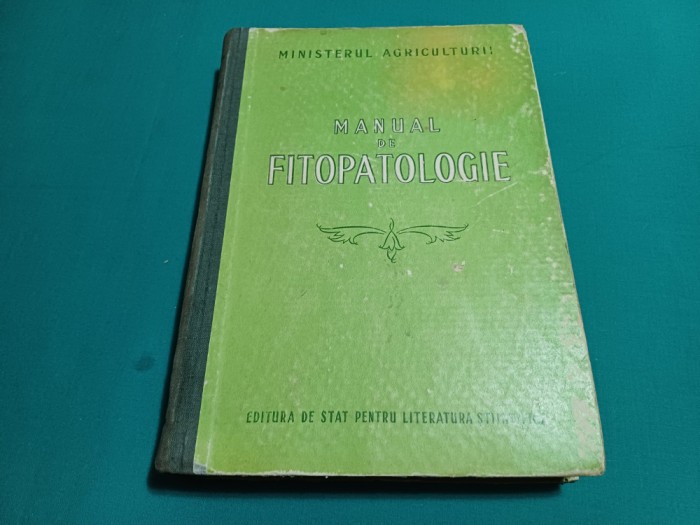 MINISTERUL AGRICULTURII
MANUAL
DE
FITOPATOLOGIE
EDITURA DE STAT PENTRU LITERATURA